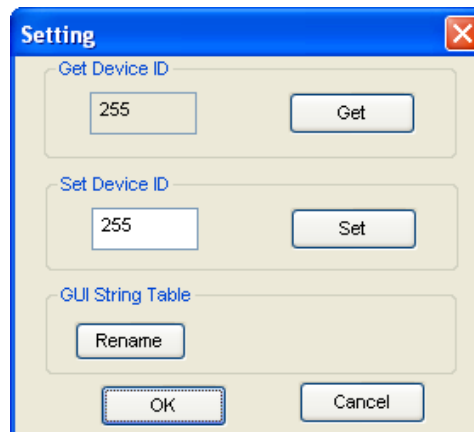 Setting
Get Device ID
255
Get
Set Device ID
255
Set
GUI String Table
Rename
OK
Cancel